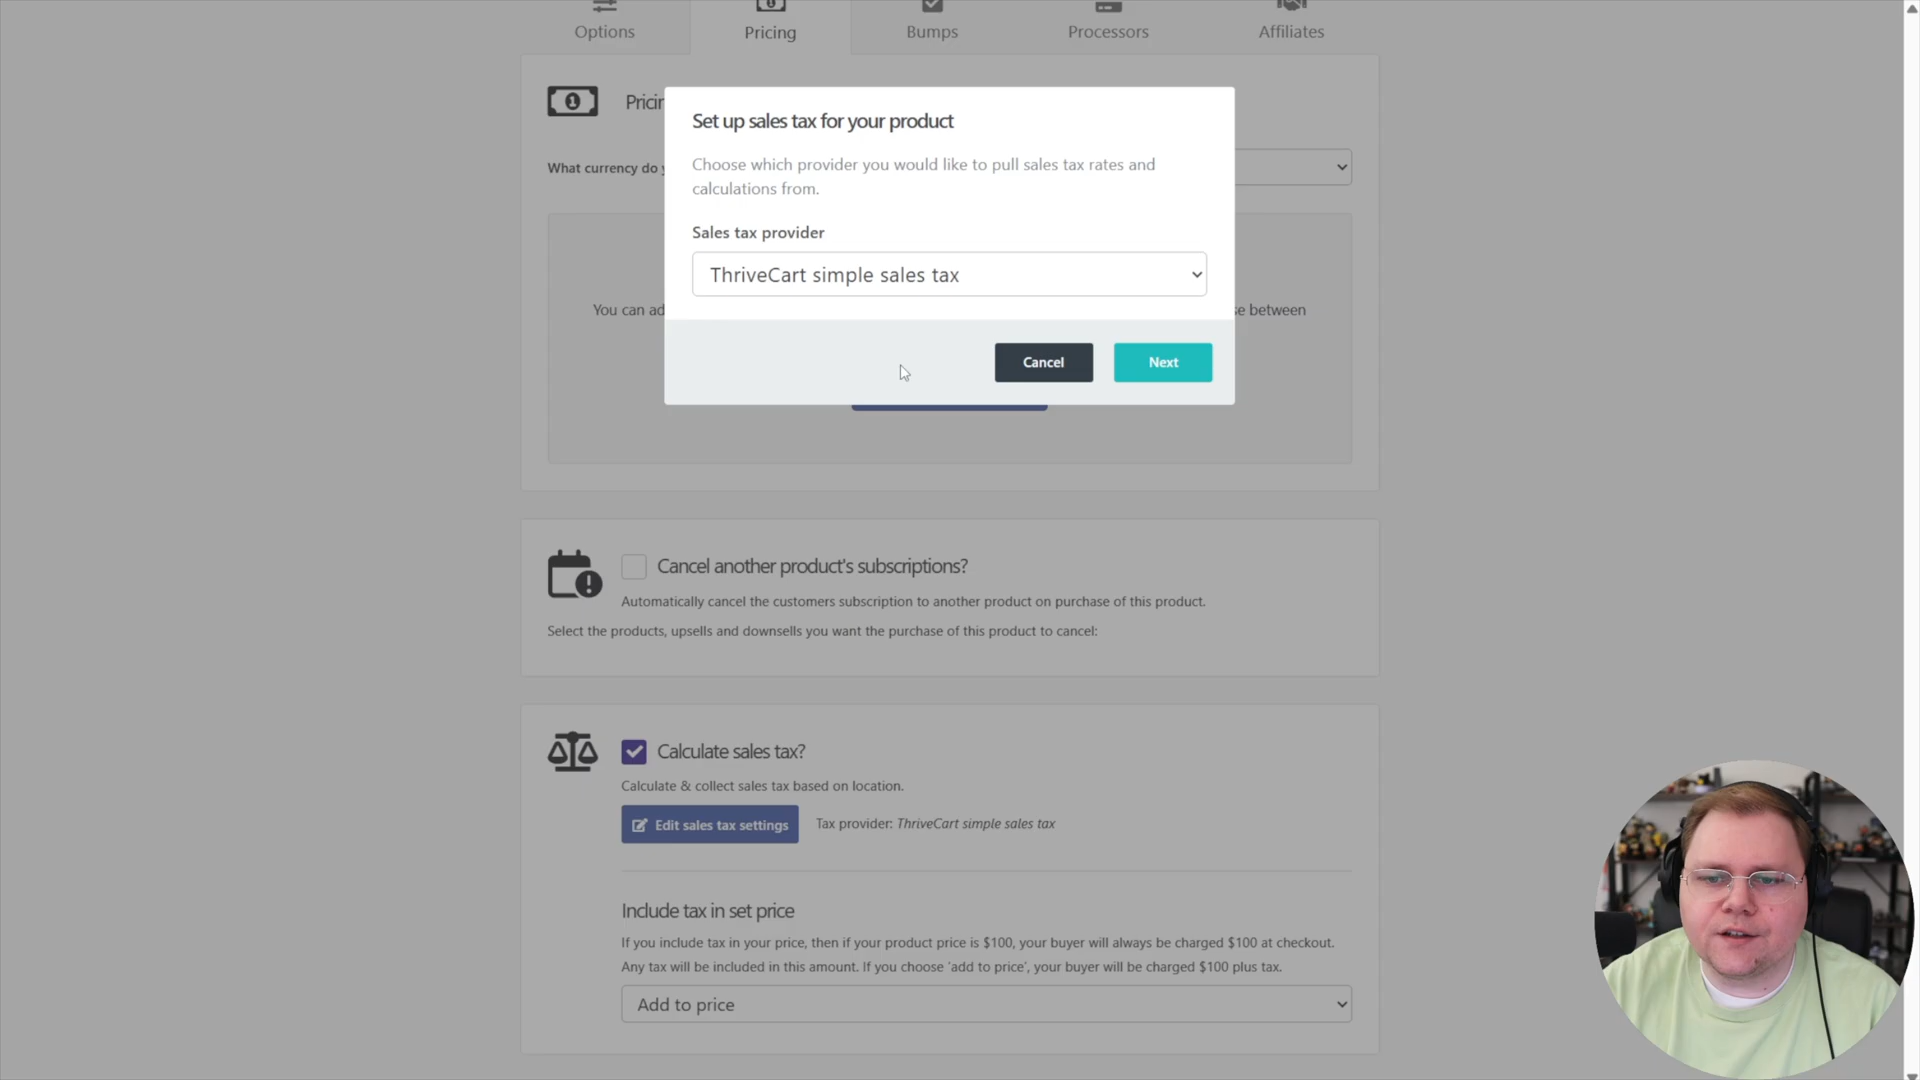 Options
Pricing
Bumps
Processors
Affiliates
Set up sales tax for your product
Choose which provider you would like to pull sales tax rates and
calculations from.
Sales tax provider
ThriveCart simple sales tax
Cancel
Next
What currency do
You can
between
Cancel another product's subscriptions?
Automatically cancel the customers subscription to another product on purchase of this product.
Select the products, upsells and downsells you want the purchase of this product to cancel:
Calculate sales tax?
Calculate & collect sales tax based on location.
Edit sales tax settings
Tax provider: ThriveCart simple sales tax
Include tax in set price
If you include tax in your price, then if your product price is $100, your buyer will always be charged $100 at checkout.
Any tax will be included in this amount. If you choose 'add to price', your buyer will be charged $100 plus tax.
Add to price